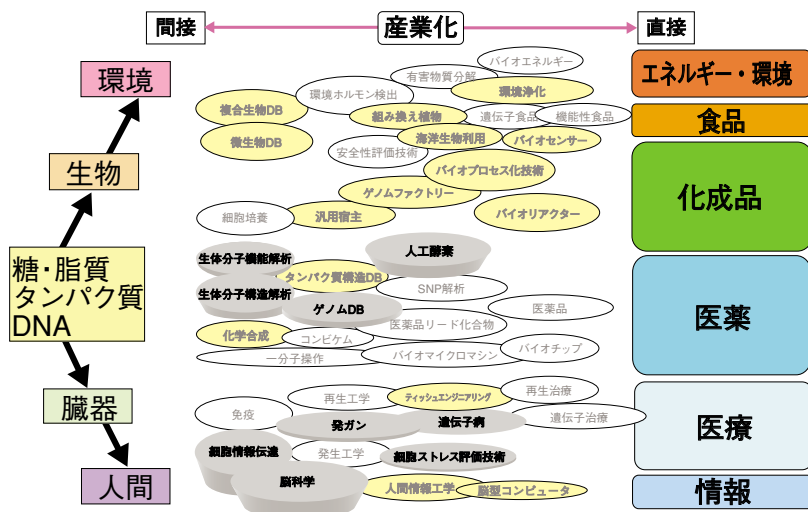 間接
産業化
直接
環境
生物
糖・脂質
タンパク質
DNA
臓器
人間
バイオエネルギー
有害物質分解
環境ホルモン検出
環境浄化
複合生物DB
組み換え植物
遺伝子食品
機能性食品
微生物DB
海洋生物利用
バイオセンサー
安全性評価技術
バイオプロセス化技術
ゲノムファクトリー
細胞培養
汎用宿主
バイオリアクター
生体分子機能解析
人工酵素
タンパク質構造DB
生体分子構造解析
SNP解析
ゲノムDB
医薬品
化学合成
コンビケム
医薬品リード化合物
一分子操作
バイオマイクロマシン
バイオチップ
再生工学
ティッシュエンジニアリング
再生治療
免疫
発ガン
遺伝子病
遺伝子治療
細胞情報伝達
発生工学
細胞ストレス評価技術
脳科学
人間情報工学
脳型コンピュータ
エネルギー・環境
食品
化成品
医薬
医療
情報